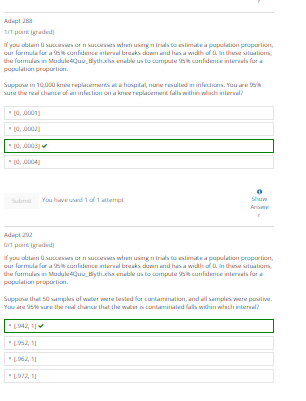 Adapt 288
1/1 point (graded)
If you obtain 0 successes or n successes when using n trials to estimate a population proportion,
our formula for a 95% confidence interval breaks down and has a width of 0. In these situations,
the formulas in Module4Quiz_Blyth.xlsx enable us to compute 95% confidence intervals for a
population proportion.
Suppose in 10,000 knee replacements at a hospital, none resulted in infections. You are 95%
sure the real chance of an infection on a knee replacement falls within which interval?
[0, .0001]
[0, .0002]
[0, .0003] ✔
[0, .0004]
Submit
You have used 1 of 1 attempt
Show
Answe
r
Adapt 292
0/1 point (graded)
If you obtain 0 successes or n successes when using n trials to estimate a population proportion,
our formula for a 95% confidence interval breaks down and has a width of 0. In these situations,
the formulas in Module4Quiz_Blyth.xlsx enable us to compute 95% confidence intervals for a
population proportion.
Suppose that 50 samples of water were tested for contamination, and all samples were positive.
You are 95% sure the real chance that the water is contaminated falls within which interval?
[.942, 1] ✔
[.952, 1]
[.962, 1]
[.972, 1]